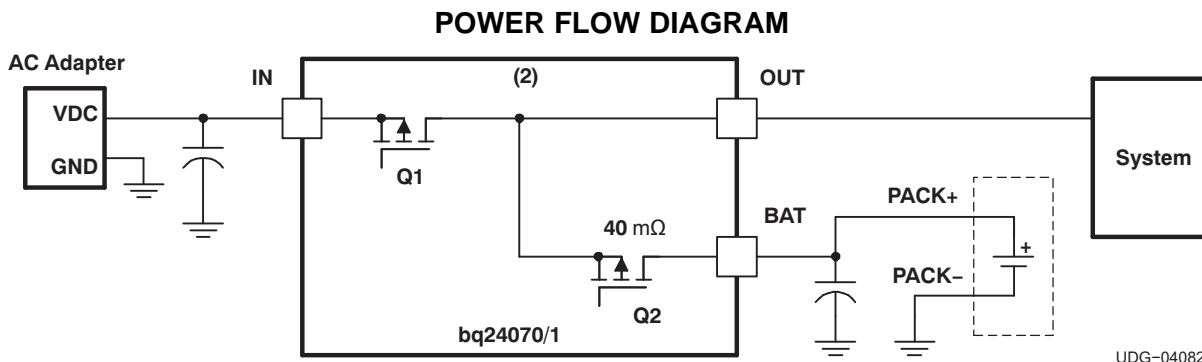 POWER FLOW DIAGRAM
AC Adapter
IN
(2)
OUT
VDC
GND
Q1
System
PACK+
BAT
40 mΩ
+
PACK−
Q2
bq24070/1
UDG−04082